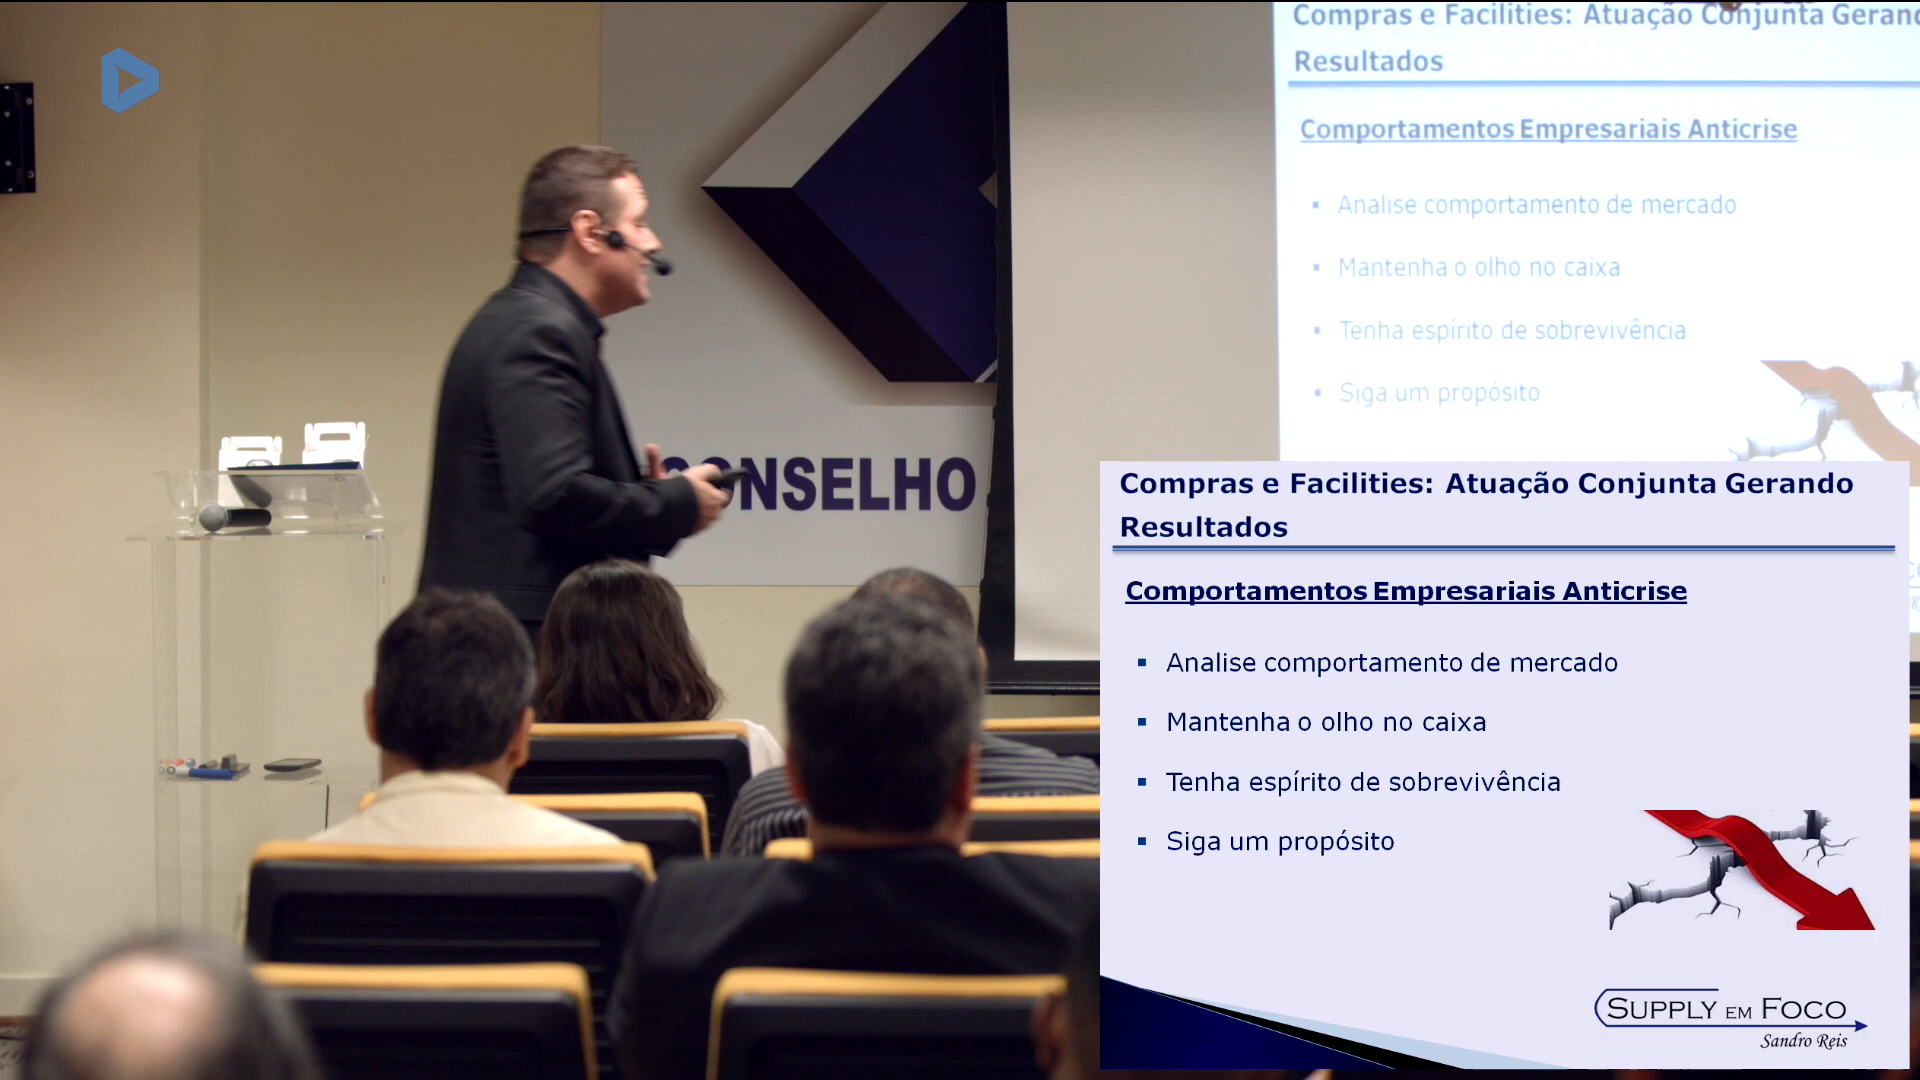 Compras e Facilities: Atuação Conjunta Gerand
Resultados
Comportamentos Empresariais Anticrise
▪ Analise comportamento de mercado
▪ Mantenha o olho no caixa
▪ Tenha espírito de sobrevivência
▪ Siga um propósito
CONSELHO
Compras e Facilities: Atuação Conjunta Gerando
Resultados
Comportamentos Empresariais Anticrise
▪ Analise comportamento de mercado
▪ Mantenha o olho no caixa
▪ Tenha espírito de sobrevivência
▪ Siga um propósito
SUPPLY EM FOCO
Sandro Reis